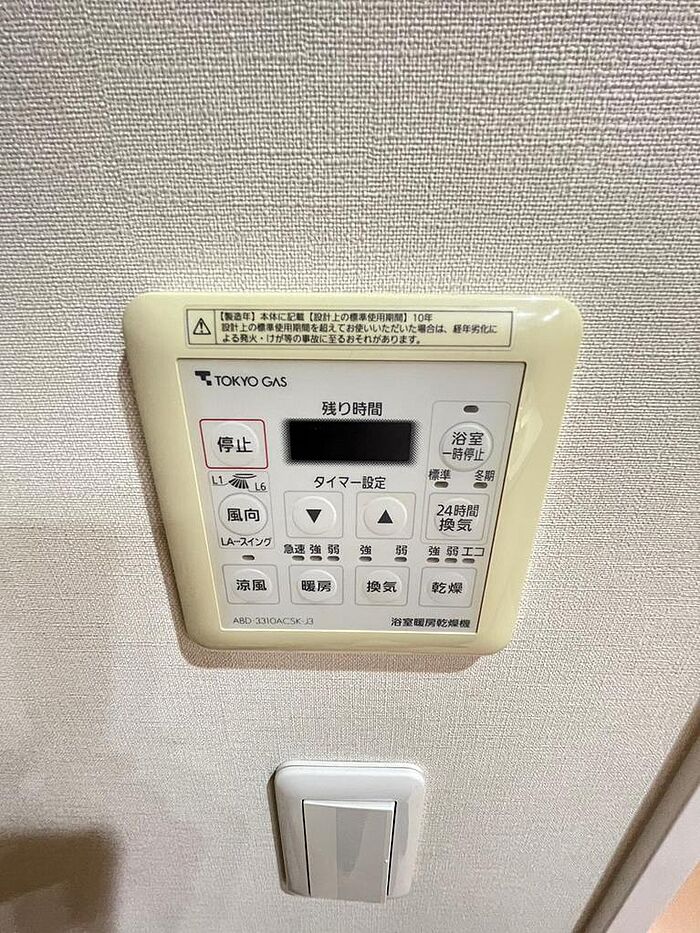 【製造年】本体に記載【設計上の標準使用期間】10年
設計上の標準使用期間を超えてお使いいただいた場合は、経年劣化に
よる発火・けが等の事故に至るおそれがあります。
TOKYO GAS
残り時間
停止
浴室
一時停止
標準 冬期
L1 L6
タイマー設定
風向
▼
▲
24時間
換気
LA-スイング
急速 強 弱
強 弱
強 弱 エコ
涼風
暖房
換気
乾燥
ABD-3310ACSK-J3
浴室暖房乾燥機